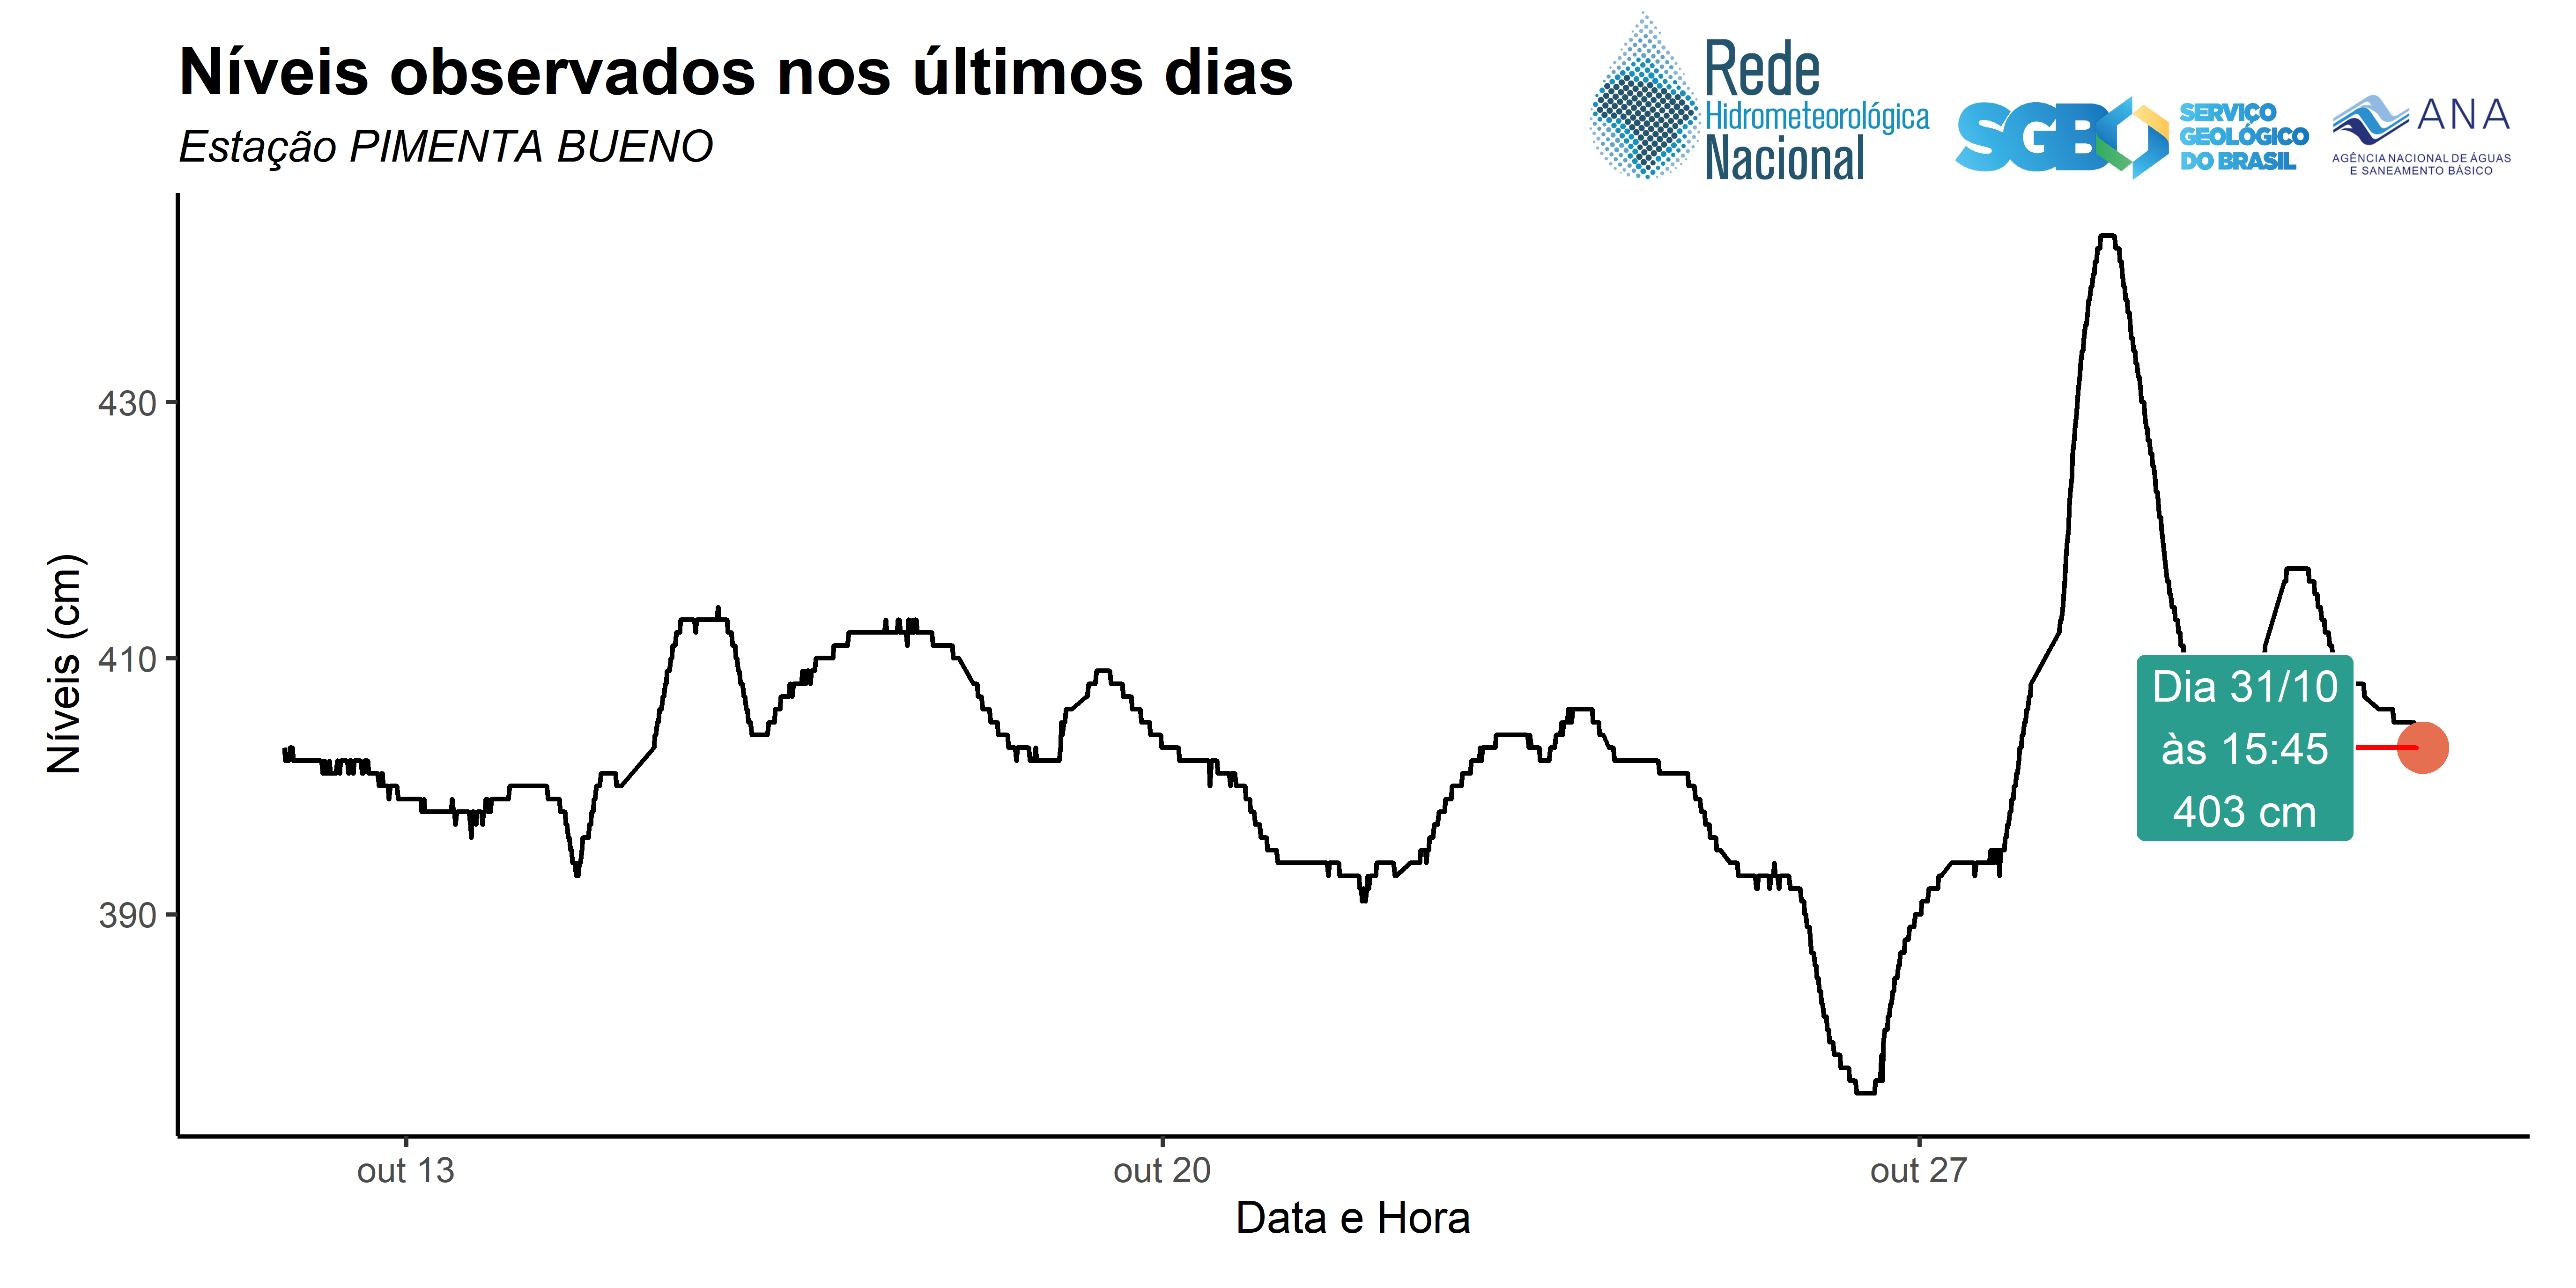 Níveis observados nos últimos dias
Estação PIMENTA BUENO
Rede
Hidrometeorológica
Nacional
SGB
SERVIÇO
GEOLÓGICO
DO BRASIL
ANA
AGÊNCIA NACIONAL DE ÁGUAS
E SANEAMENTO BÁSICO
Níveis (cm)
430
410
390
Dia 31/10
às 15:45
403 cm
out 13
out 20
out 27
Data e Hora